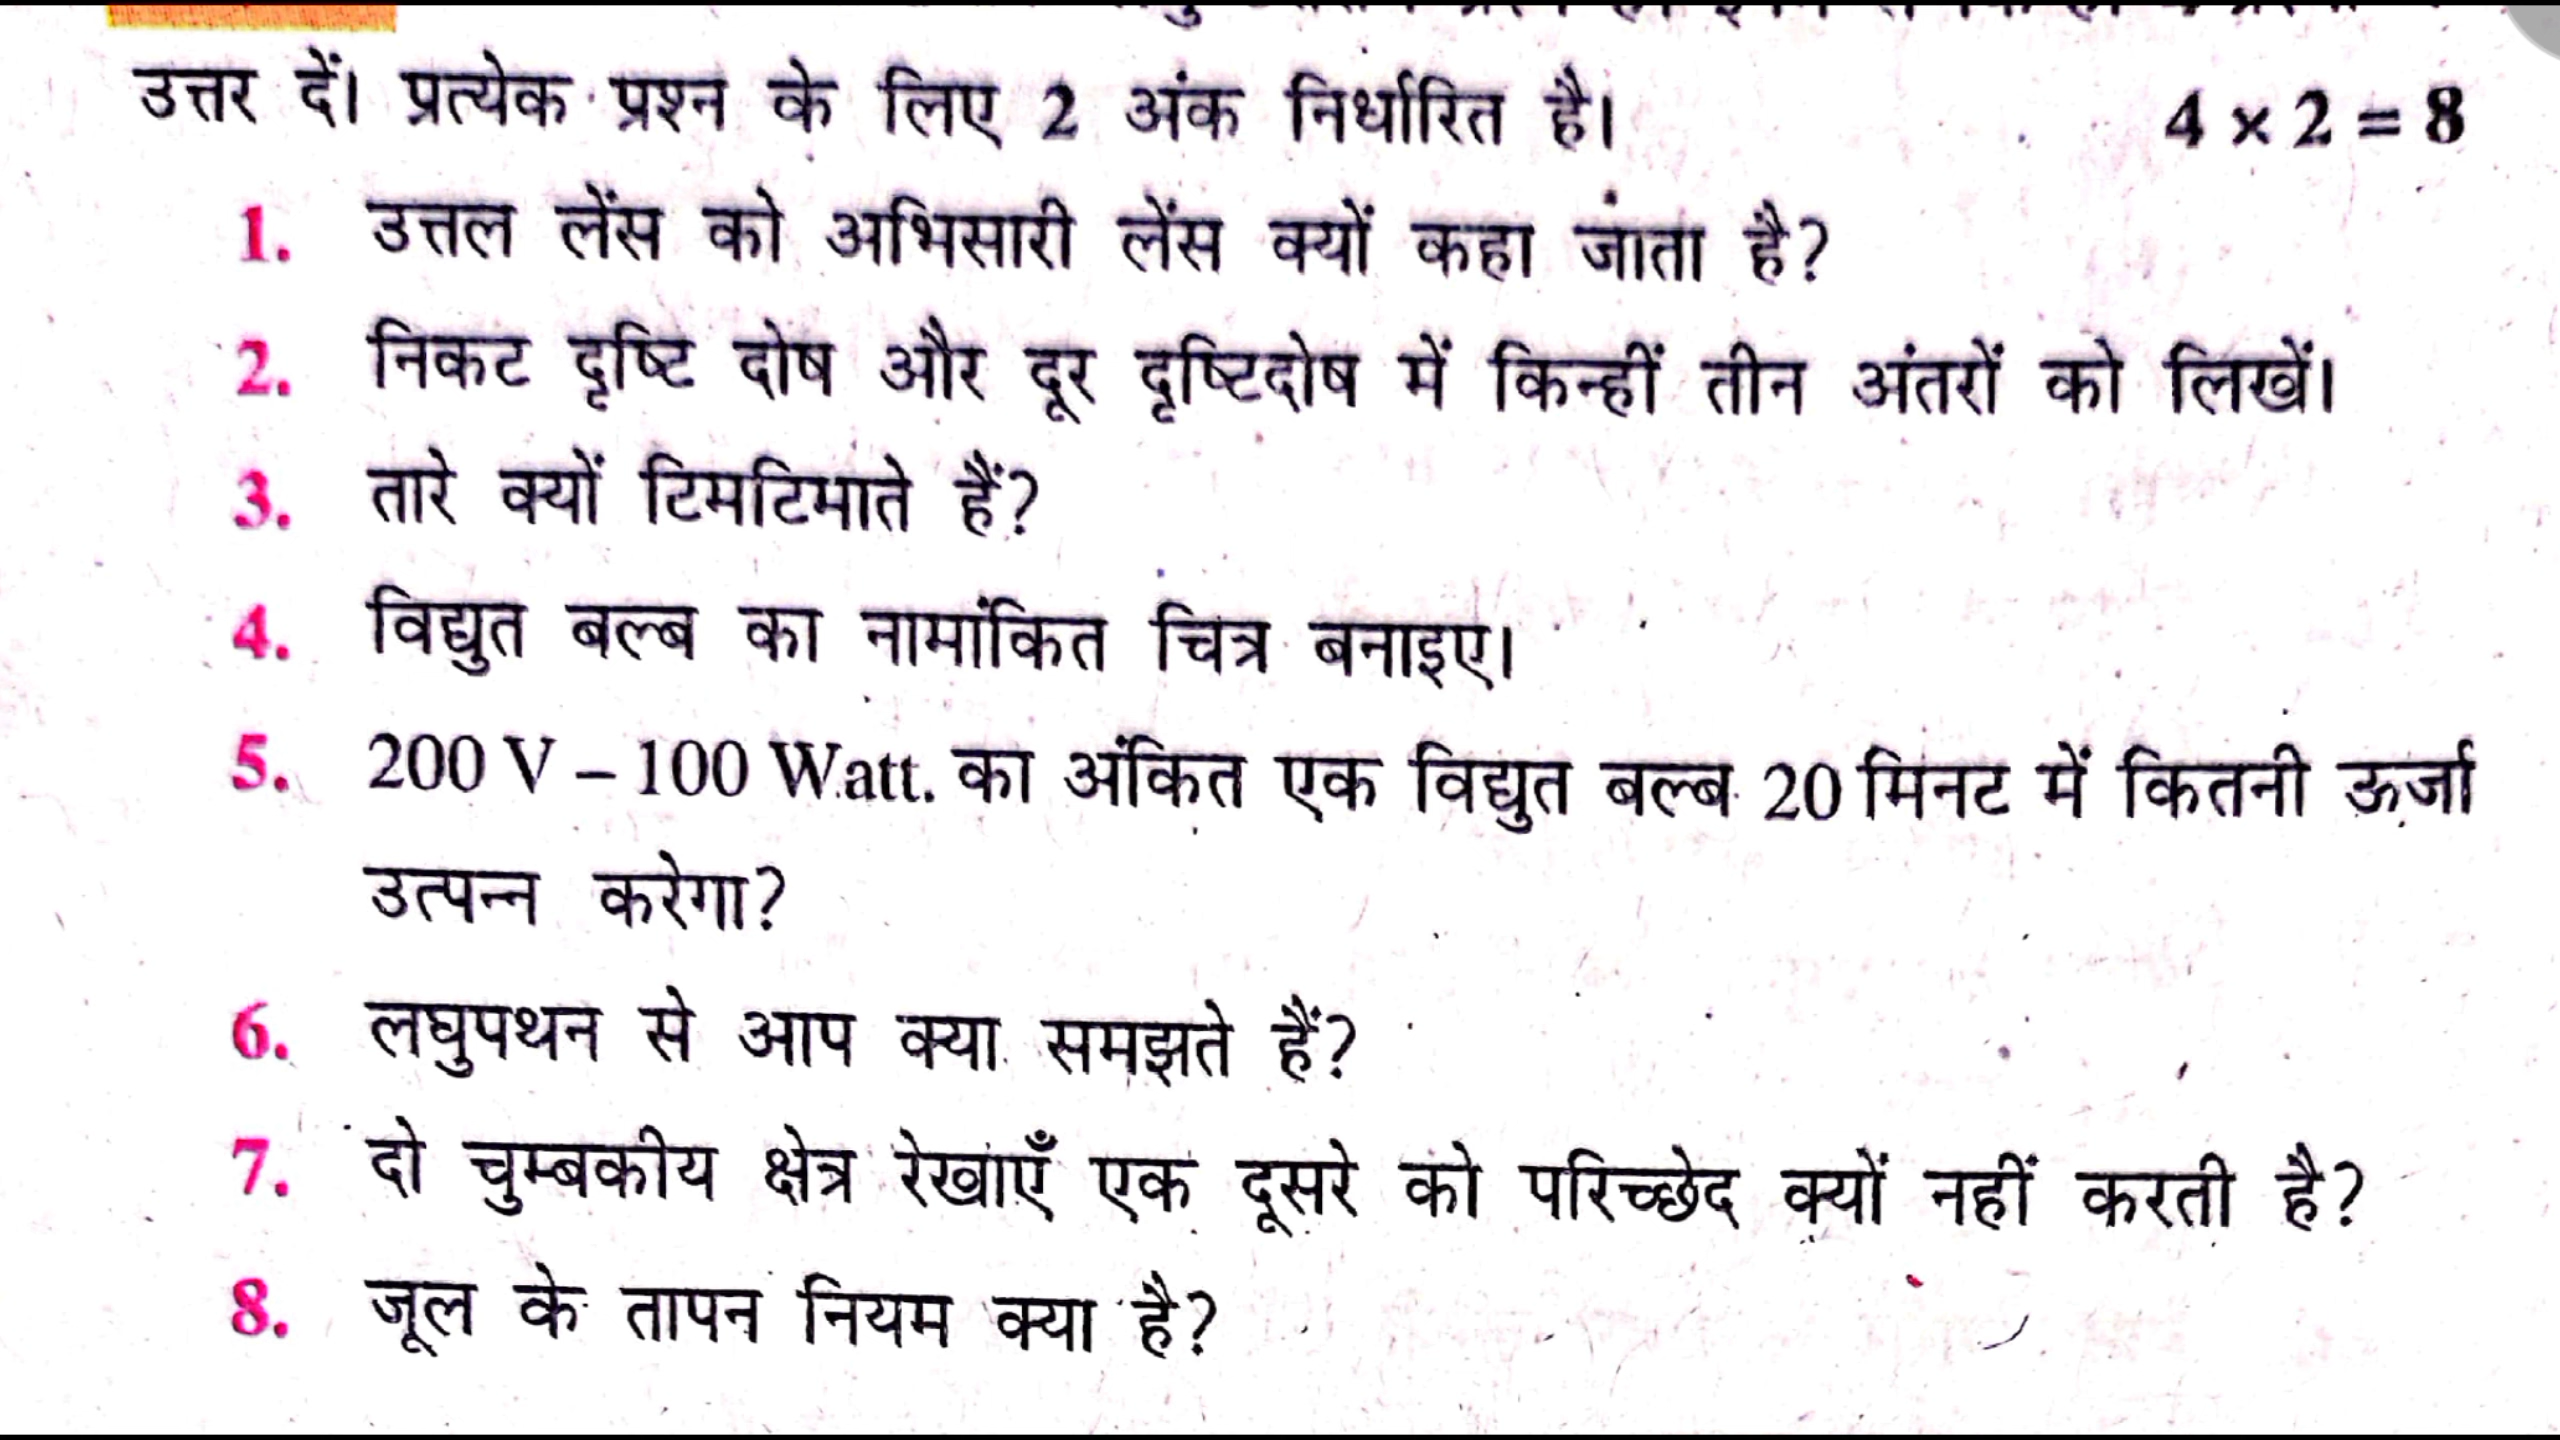 उत्तर दें। प्रत्येक प्रश्न के लिए 2 अंक निर्धारित है। 4 × 2 = 8
1. उत्तल लेंस को अभिसारी लेंस क्यों कहा जाता है?
2. निकट दृष्टि दोष और दूर दृष्टिदोष में किन्हीं तीन अंतरों को लिखें।
3. तारे क्यों टिमटिमाते हैं?
4. विद्युत बल्ब का नामांकित चित्र बनाइए।
5. 200 V – 100 Watt. का अंकित एक विद्युत बल्ब 20 मिनट में कितनी ऊर्जा
उत्पन्न करेगा?
6. लघुपथन से आप क्या समझते हैं?
7. दो चुम्बकीय क्षेत्र रेखाएँ एक दूसरे को परिच्छेद क्यों नहीं करती है?
8. जूल के तापन नियम क्या है?